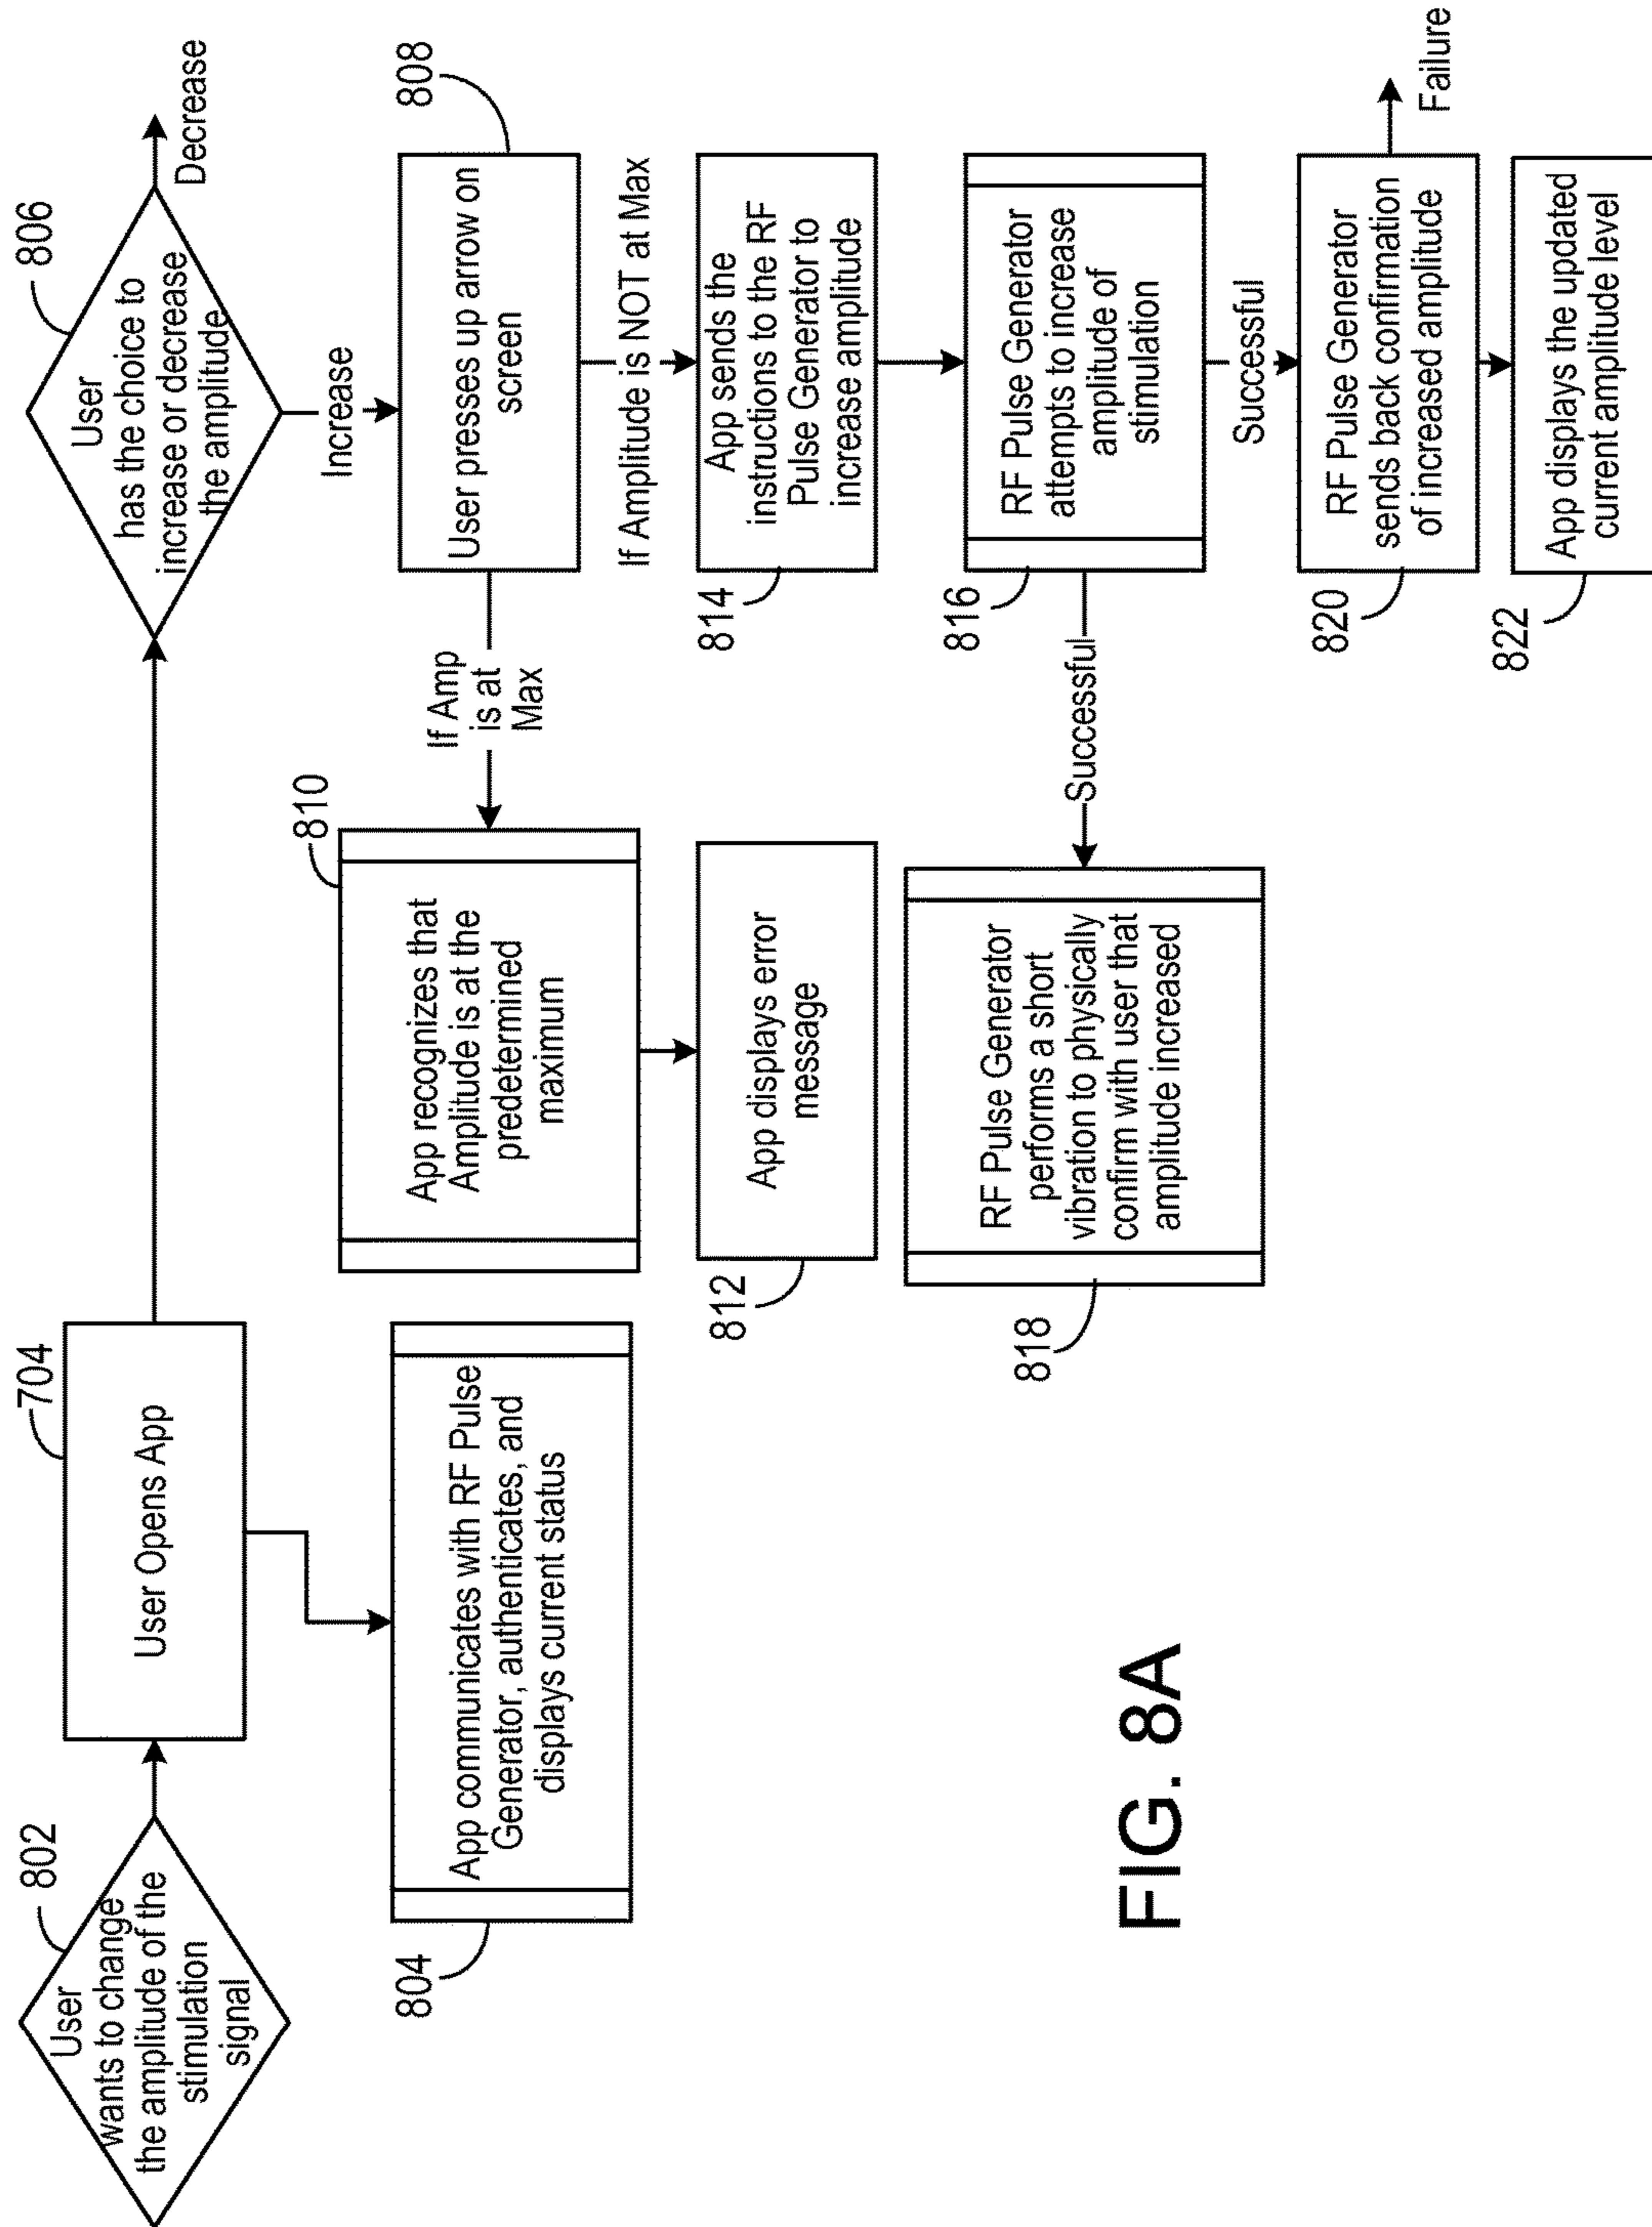 802
User
wants to change
the amplitude of the
stimulation
signal
704
User Opens App
804
App communicates with RF Pulse
Generator, authenticates, and
displays current status
806
User
has the choice to
increase or decrease
the amplitude
Decrease
Increase
808
User presses up arrow on
screen
If Amp
is at
Max
810
App recognizes that
Amplitude is at the
predetermined
maximum
812
App displays error
message
If Amplitude is NOT at Max
814
App sends the
instructions to the RF
Pulse Generator to
increase amplitude
816
RF Pulse Generator
attempts to increase
amplitude of
stimulation
Successful
818
RF Pulse Generator
performs a short
vibration to physically
confirm with user that
amplitude increased
Successful
820
RF Pulse Generator
sends back confirmation
of increased amplitude
Failure
822
App displays the updated
current amplitude level
FIG. 8A